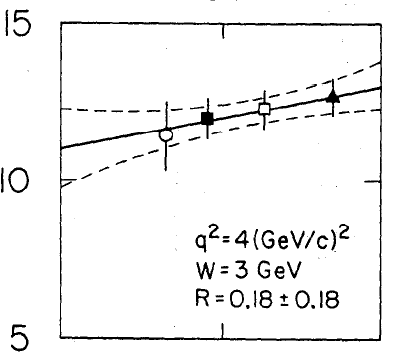 15
10
5
q²=4(GeV/c)²
W=3 GeV
R=0.18±0.18